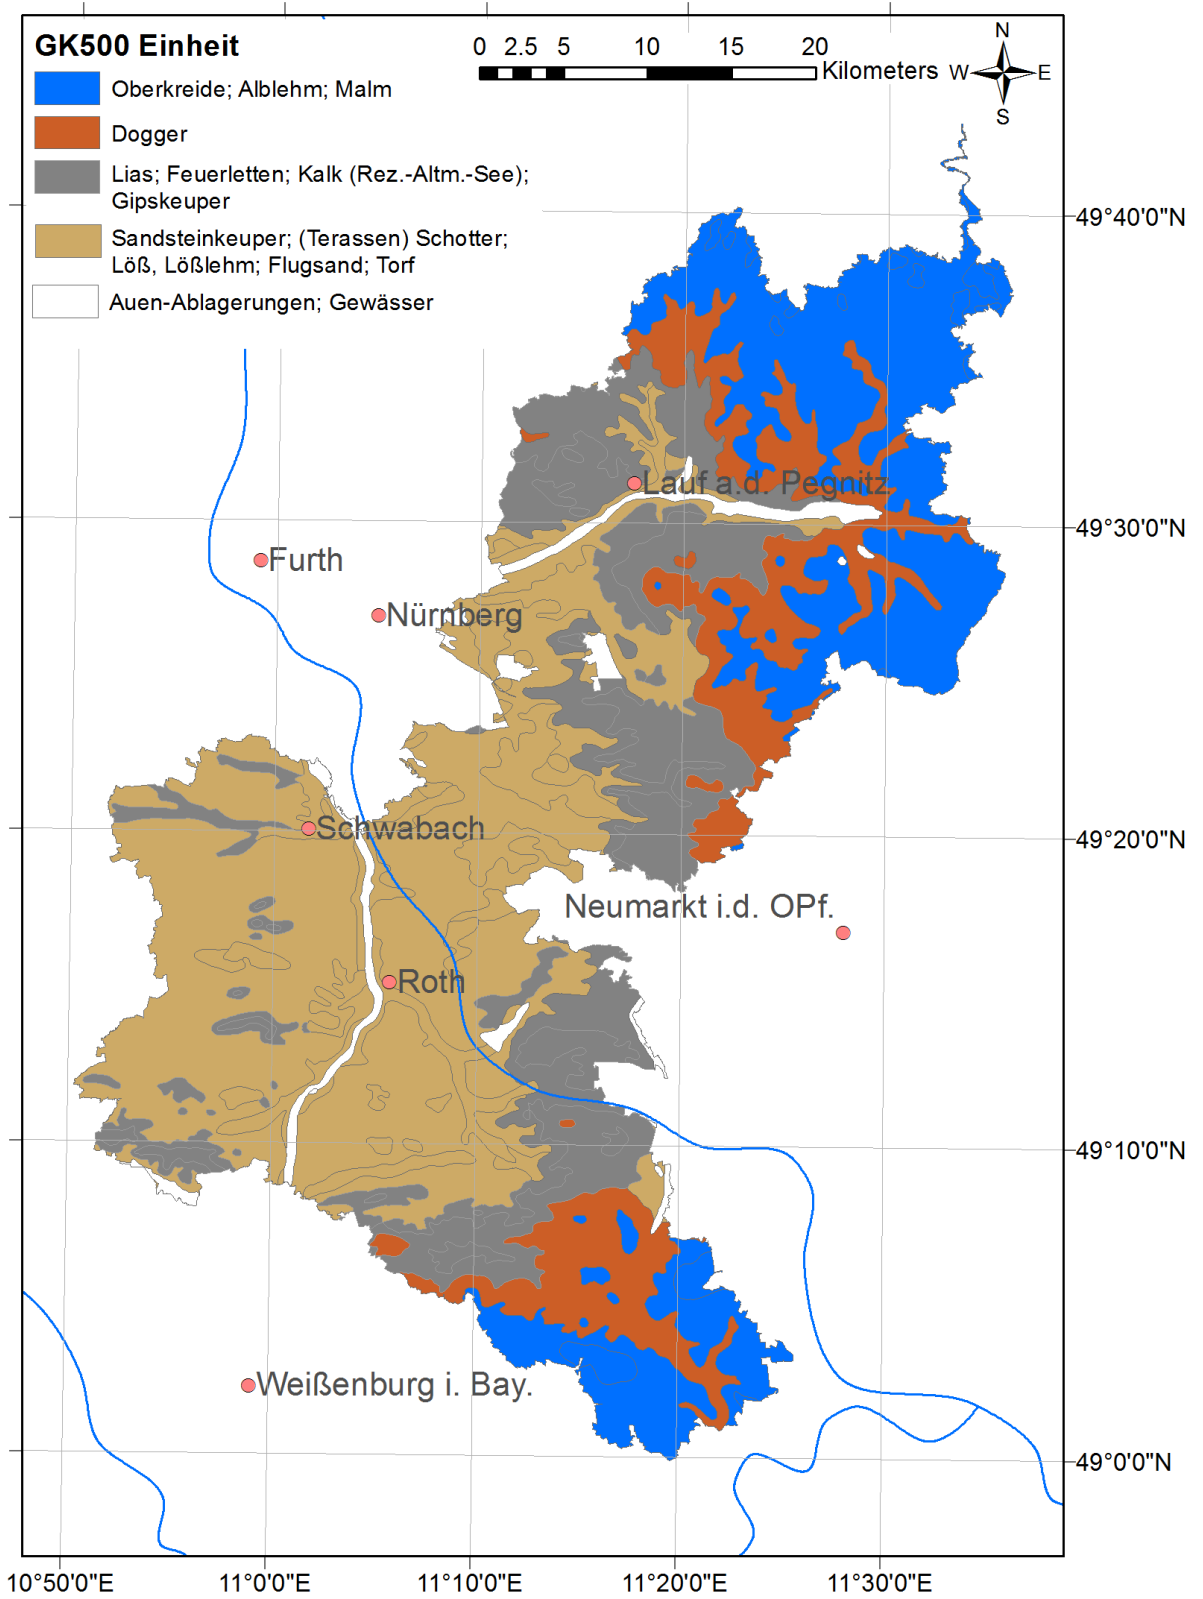 GK500 Einheit
Oberkreide; Alblehm; Malm
Dogger
Lias; Feuerletten; Kalk (Rez.-Altm.-See);
Gipskeuper
Sandsteinkeuper; (Terassen) Schotter;
Löß, Lößlehm; Flugsand; Torf
Auen-Ablagerungen; Gewässer
0 2.5 5 10 15 20
Kilometers
N
W E
S
49°40'0"N
Lauf a.d. Pegnitz
49°30'0"N
Furth
Nürnberg
Schwabach
49°20'0"N
Neumarkt i.d. OPf.
Roth
49°10'0"N
Weißenburg i. Bay.
49°0'0"N
10°50'0"E 11°0'0"E 11°10'0"E 11°20'0"E 11°30'0"E